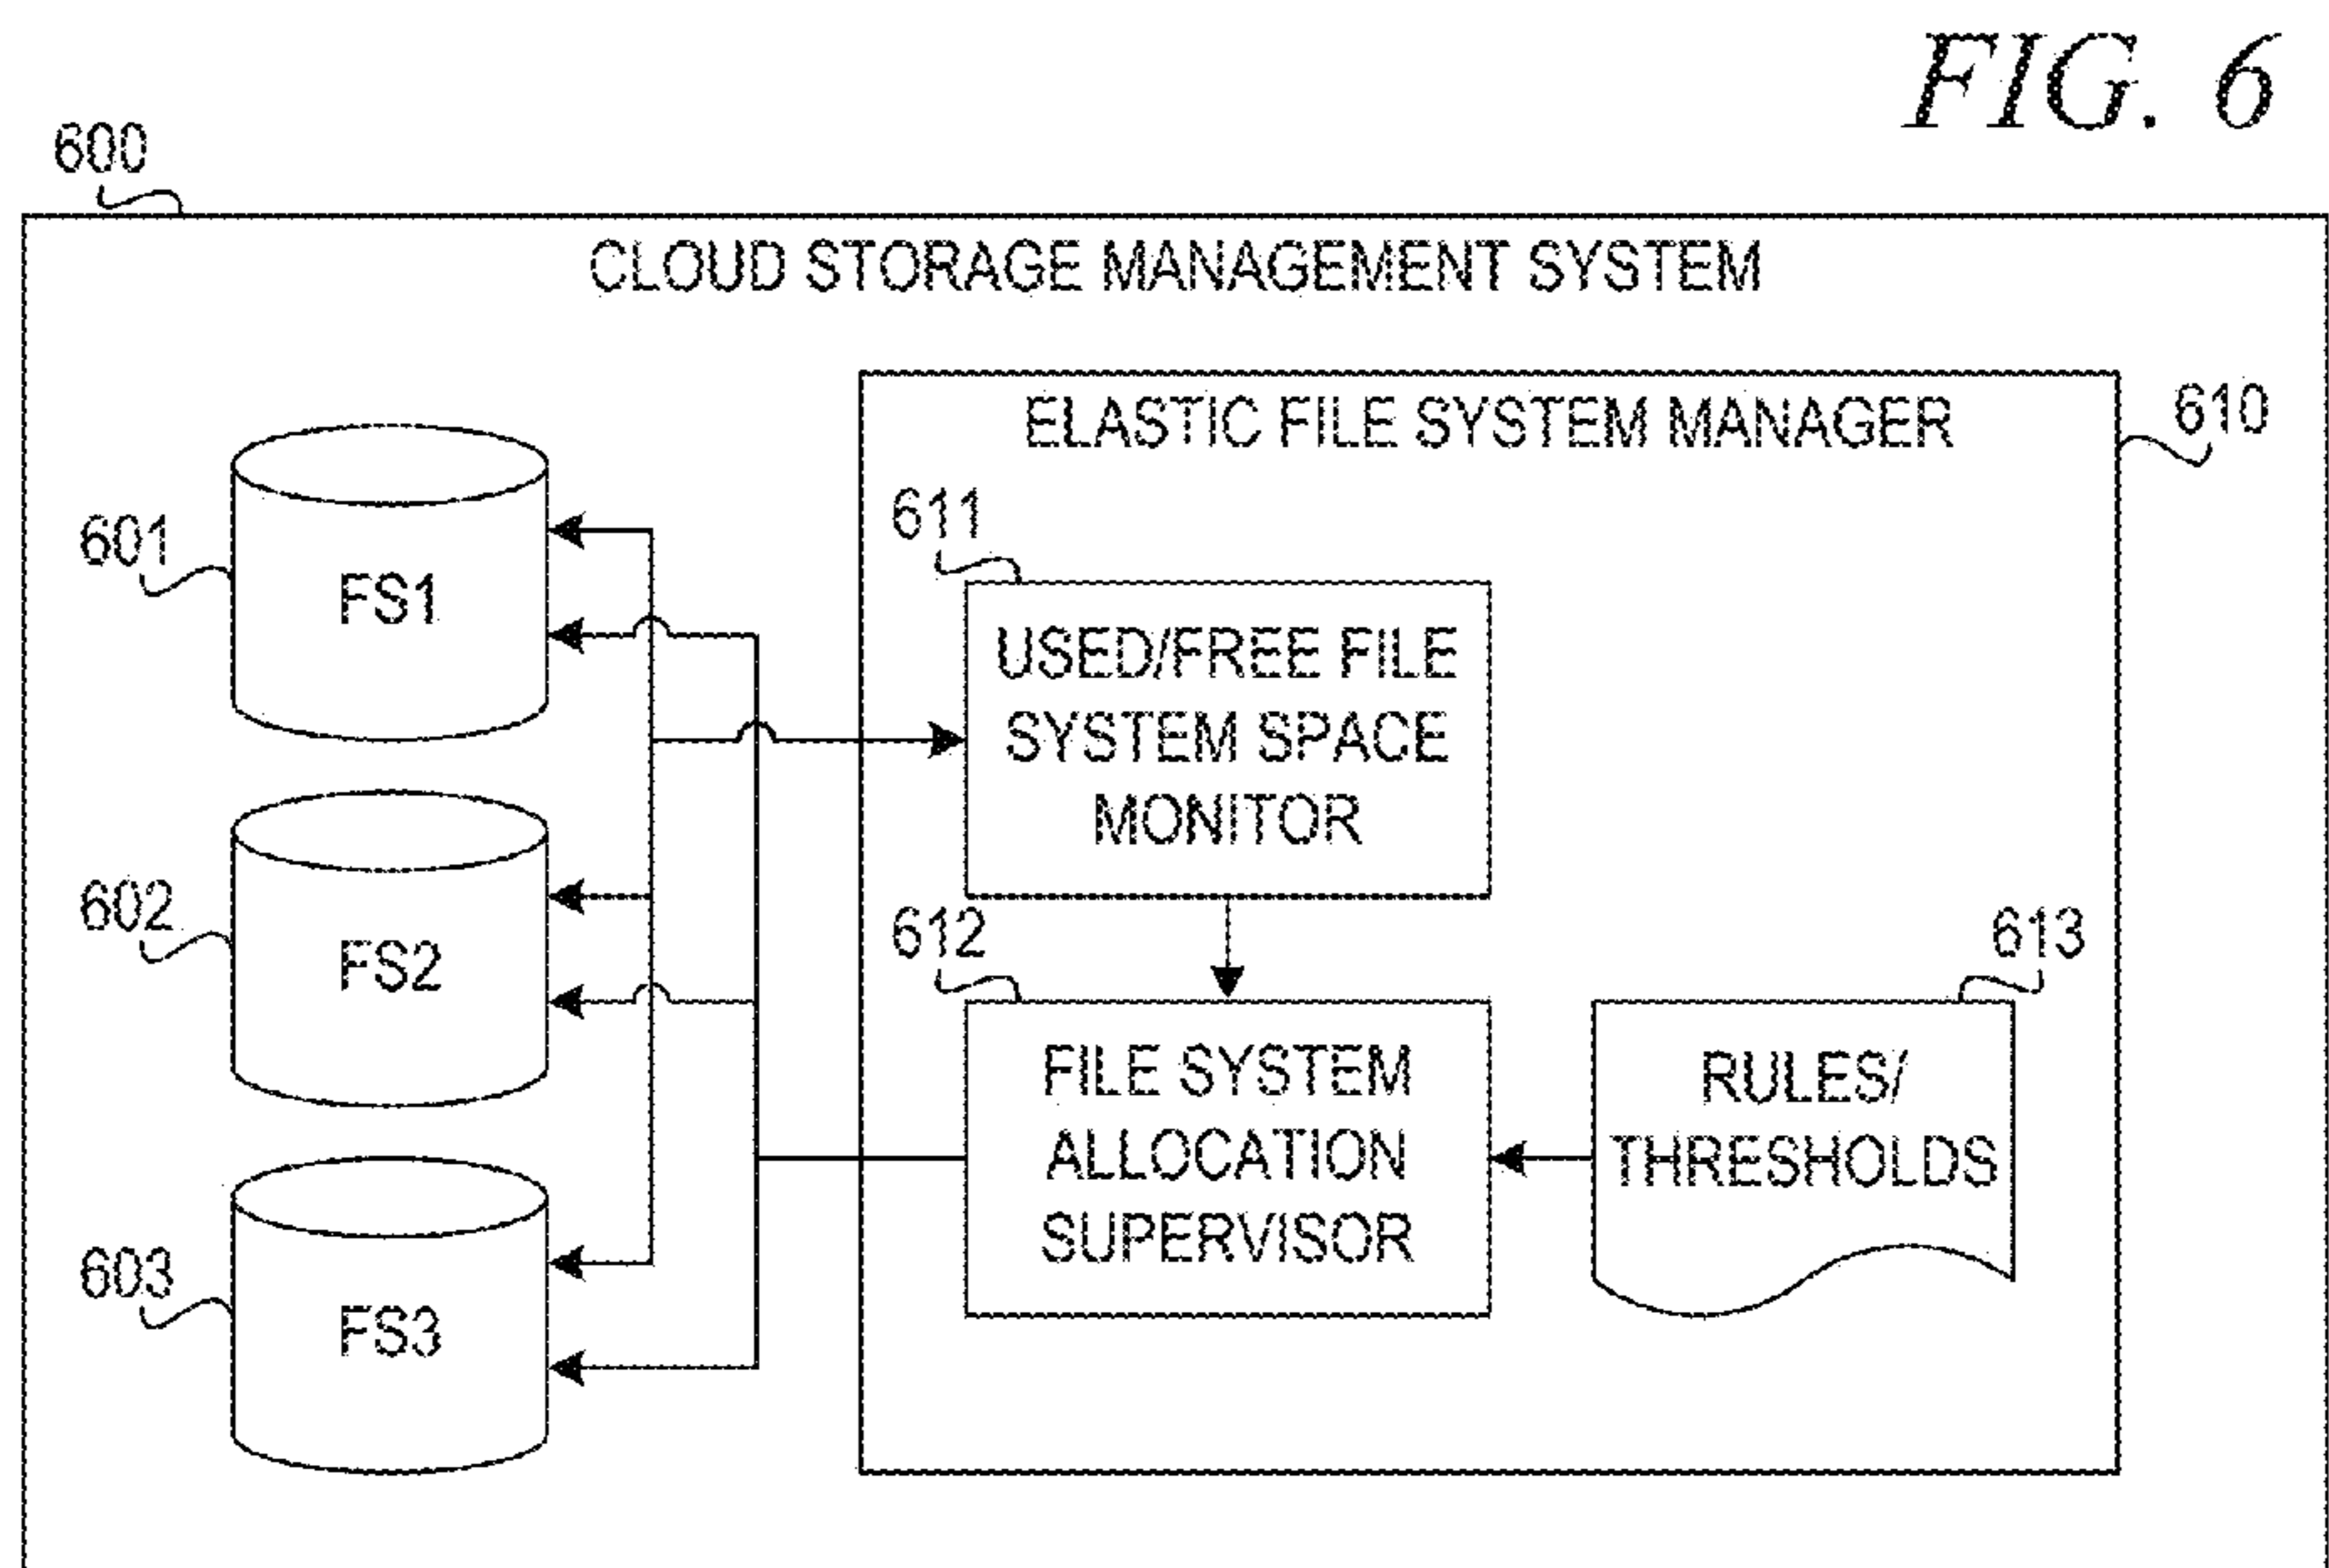 FIG. 6
600
CLOUD STORAGE MANAGEMENT SYSTEM
ELASTIC FILE SYSTEM MANAGER
610
601
FS1
611
USED/FREE FILE
SYSTEM SPACE
MONITOR
602
FS2
612
FILE SYSTEM
ALLOCATION
SUPERVISOR
613
RULES/
THRESHOLDS
603
FS3